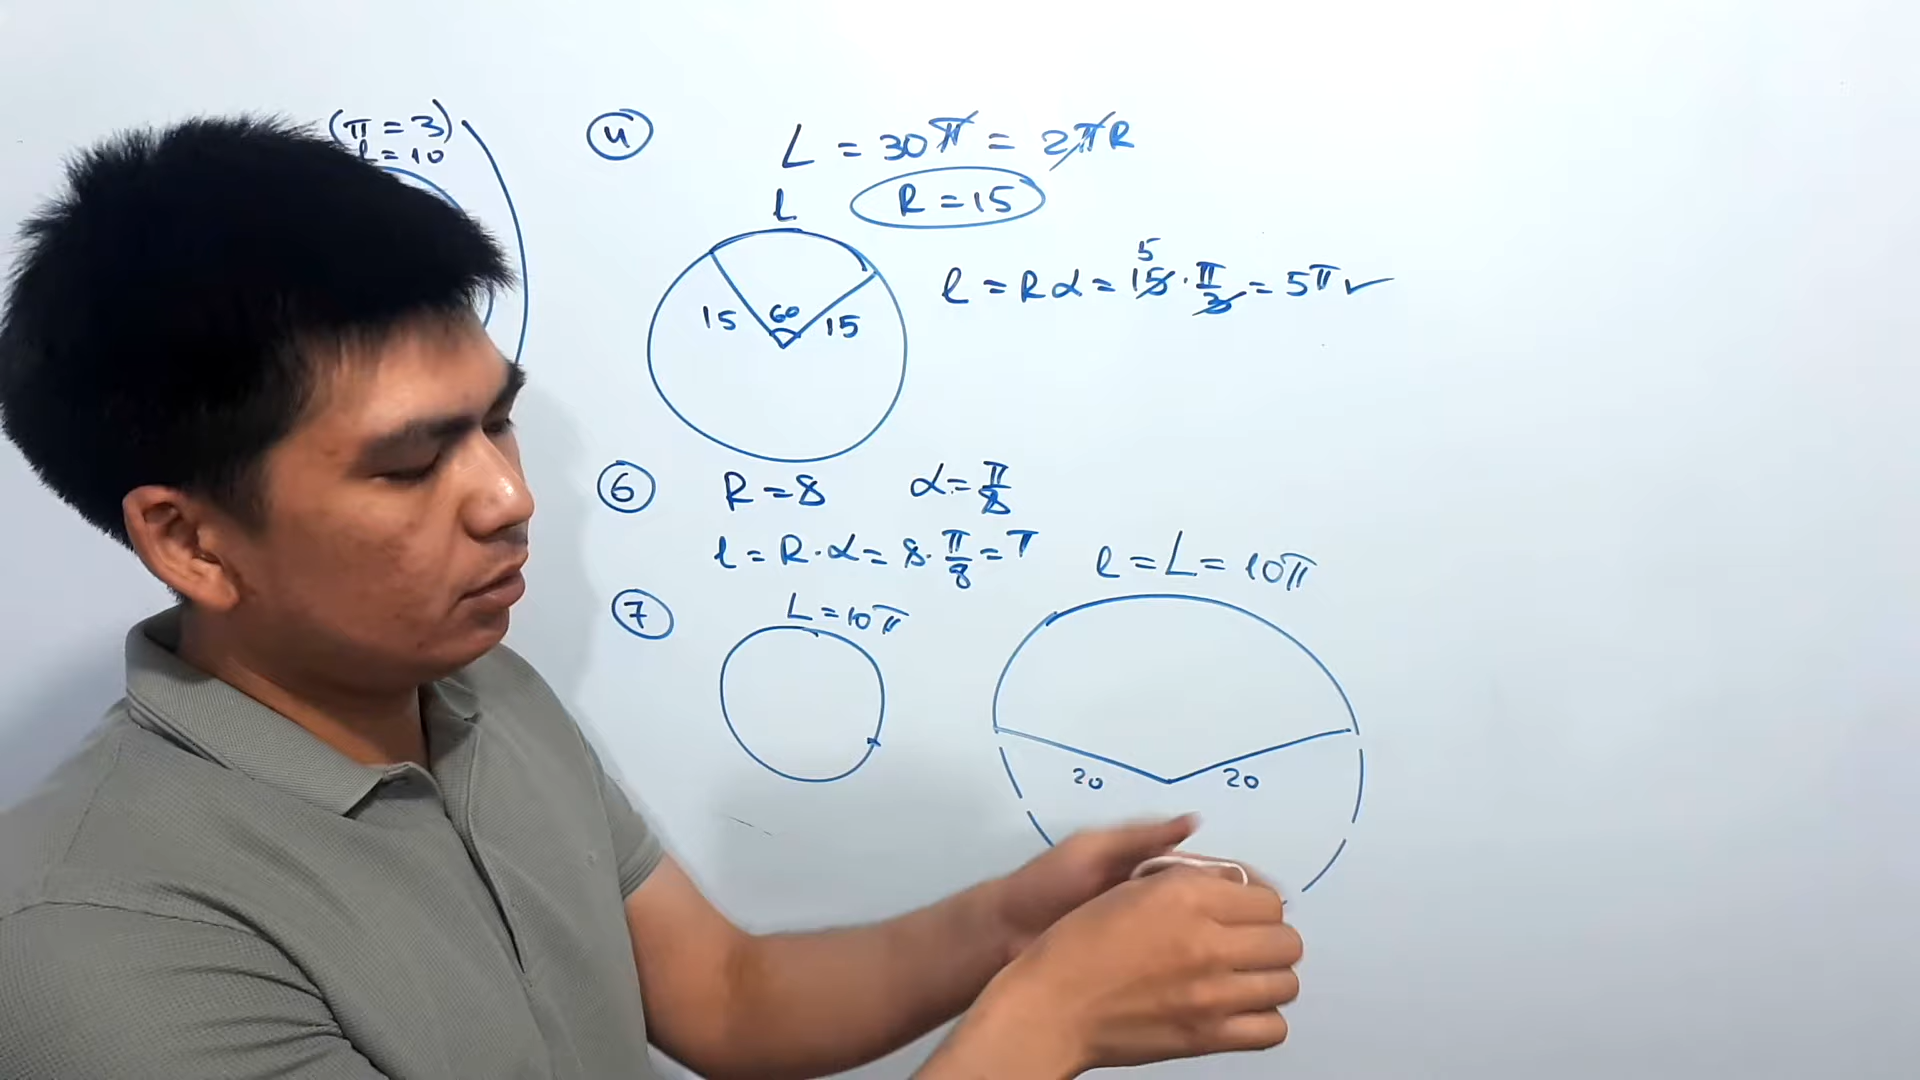 (π = 3)
= 10
④ L = 30π = 2πR
R = 15
l
15 60 15
l = Rα = 15 · π/3 = 5π ✓
5
⑥ R = 8 α = π/8
l = R · α = 8 · π/8 = π
l = L = 10π
⑦ L = 10π
20 20